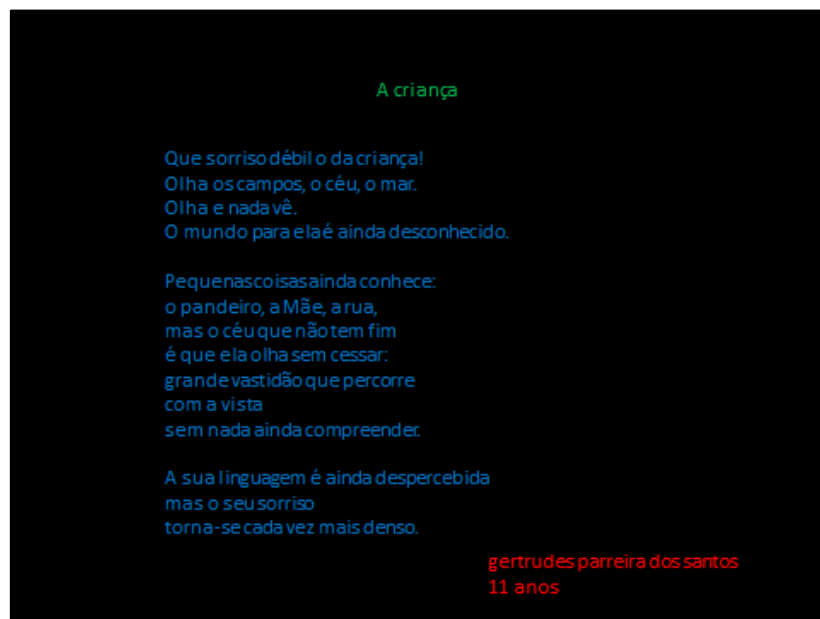 A criança
Que sorriso débil o da criança!
Olha os campos, o céu, o mar.
Olha e nada vê.
O mundo para ela é ainda desconhecido.
Pequenas coisas ainda conhece:
o pandeiro, a Mãe, a rua,
mas o céu que não tem fim
é que ela olha sem cessar:
grande vastidão que percorre
com a vista
sem nada ainda compreender.
A sua linguagem é ainda despercebida
mas o seu sorriso
torna-se cada vez mais denso.
gertrudes parreira dos santos
11 anos